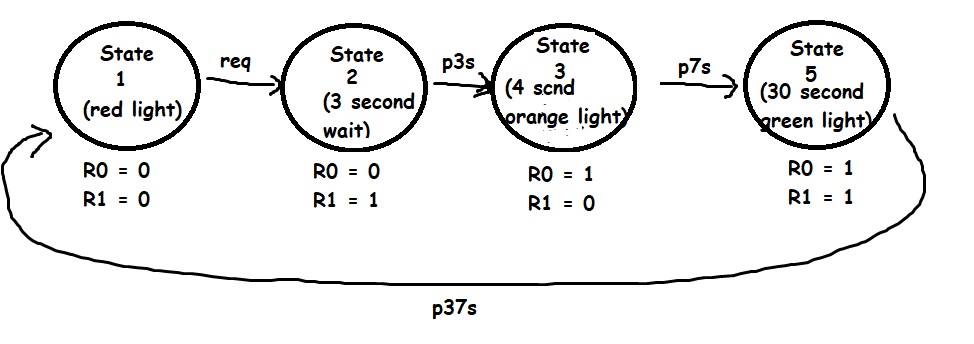 State
1
(red light)
req
State
2
(3 second
wait)
p3s
State
3
(4 scnd
orange light)
p7s
State
5
(30 second
green light)
R0 = 0
R1 = 0
R0 = 0
R1 = 1
R0 = 1
R1 = 0
R0 = 1
R1 = 1
p37s